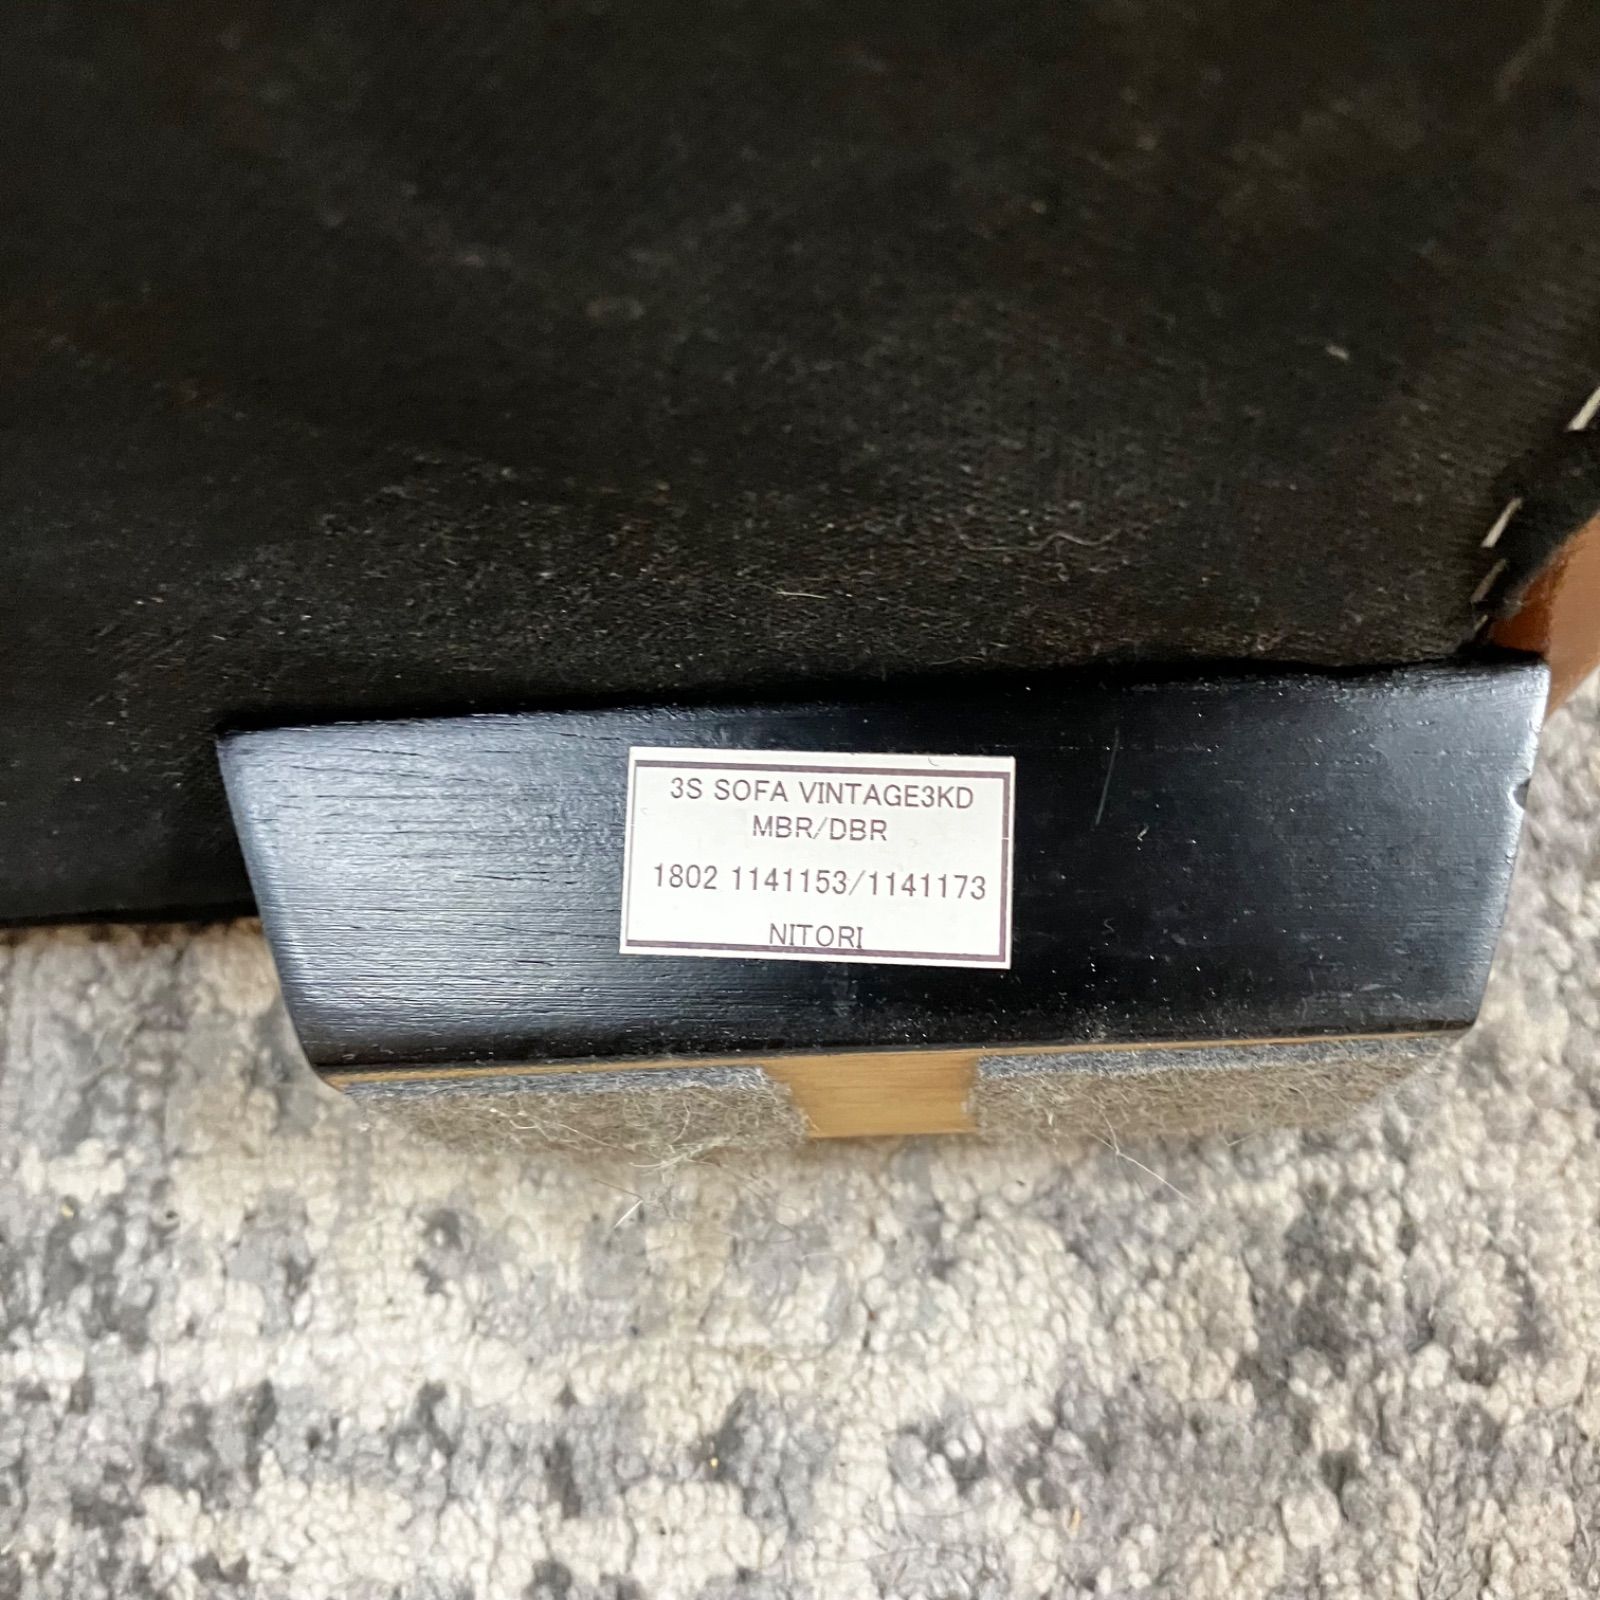 3S SOFA VINTAGE3KD
MBR/DBR
1802 1141153/1141173
NITORI